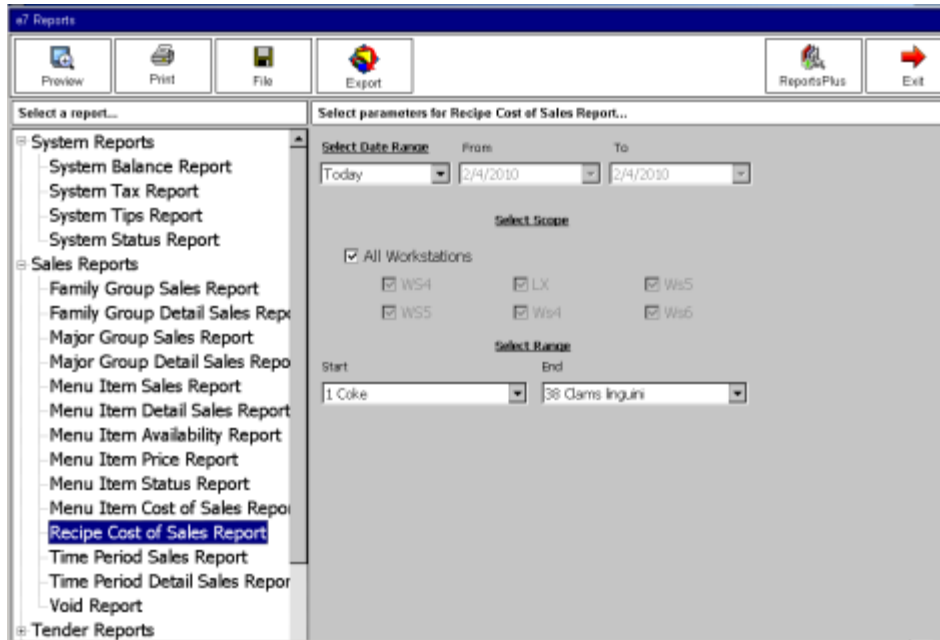 e7 Reports
Preview
Print
File
Export
ReportsPlus
Exit
Select a report...
System Reports
System Balance Report
System Tax Report
System Tips Report
System Status Report
Sales Reports
Family Group Sales Report
Family Group Detail Sales Repo
Major Group Sales Report
Major Group Detail Sales Repo
Menu Item Sales Report
Menu Item Detail Sales Report
Menu Item Availability Report
Menu Item Price Report
Menu Item Status Report
Menu Item Cost of Sales Repor
Recipe Cost of Sales Report
Time Period Sales Report
Time Period Detail Sales Repor
Void Report
Tender Reports
Select parameters for Recipe Cost of Sales Report...
Select Date Range From To
Today 2/4/2010 2/4/2010
Select Scope
All Workstations
WS4 LX Ws5
WS5 Ws4 Ws6
Select Range
Start End
1 Coke 38 Clams linguini